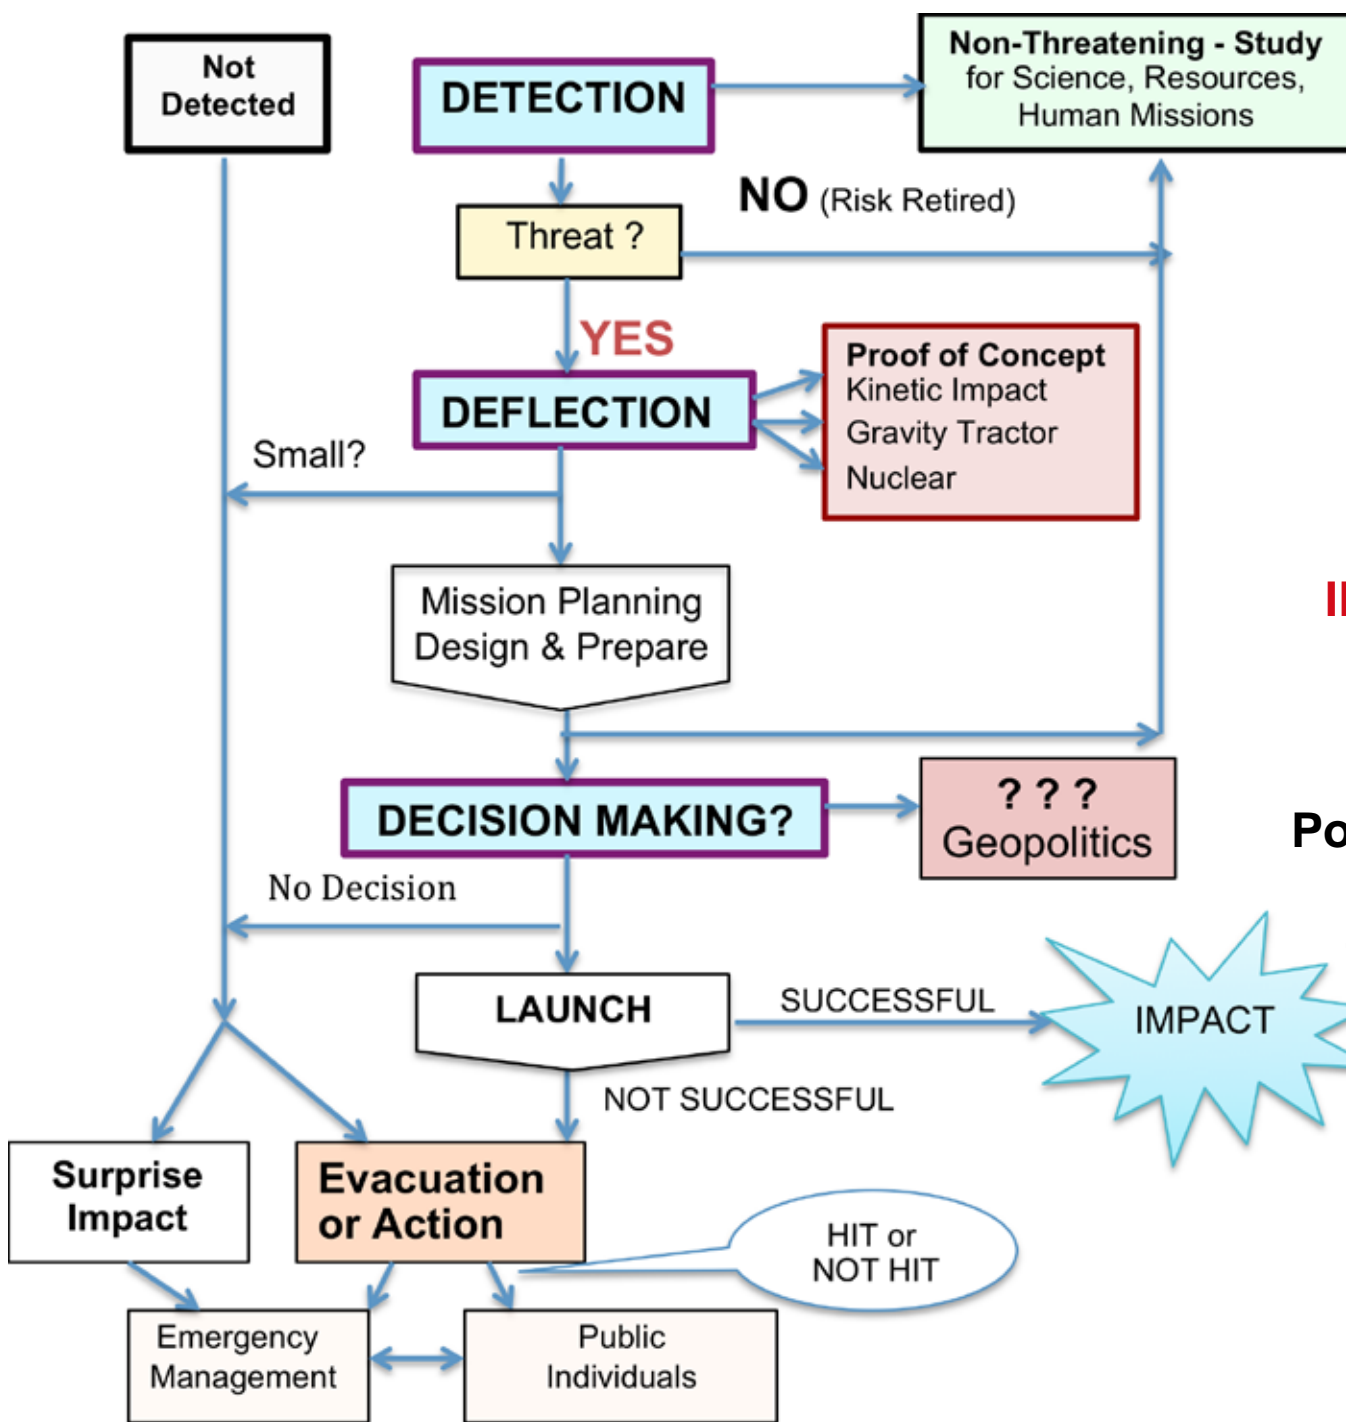 Not
Detected
DETECTION
Non-Threatening - Study
for Science, Resources,
Human Missions
NO (Risk Retired)
Threat ?
YES
Proof of Concept
Kinetic Impact
Gravity Tractor
Nuclear
DEFLECTION
Small?
Mission Planning
Design & Prepare
DECISION MAKING?
? ? ?
Geopolitics
Po
No Decision
LAUNCH
SUCCESSFUL
IMPACT
NOT SUCCESSFUL
Surprise
Impact
Evacuation
or Action
HIT or
NOT HIT
Emergency
Management
Public
Individuals